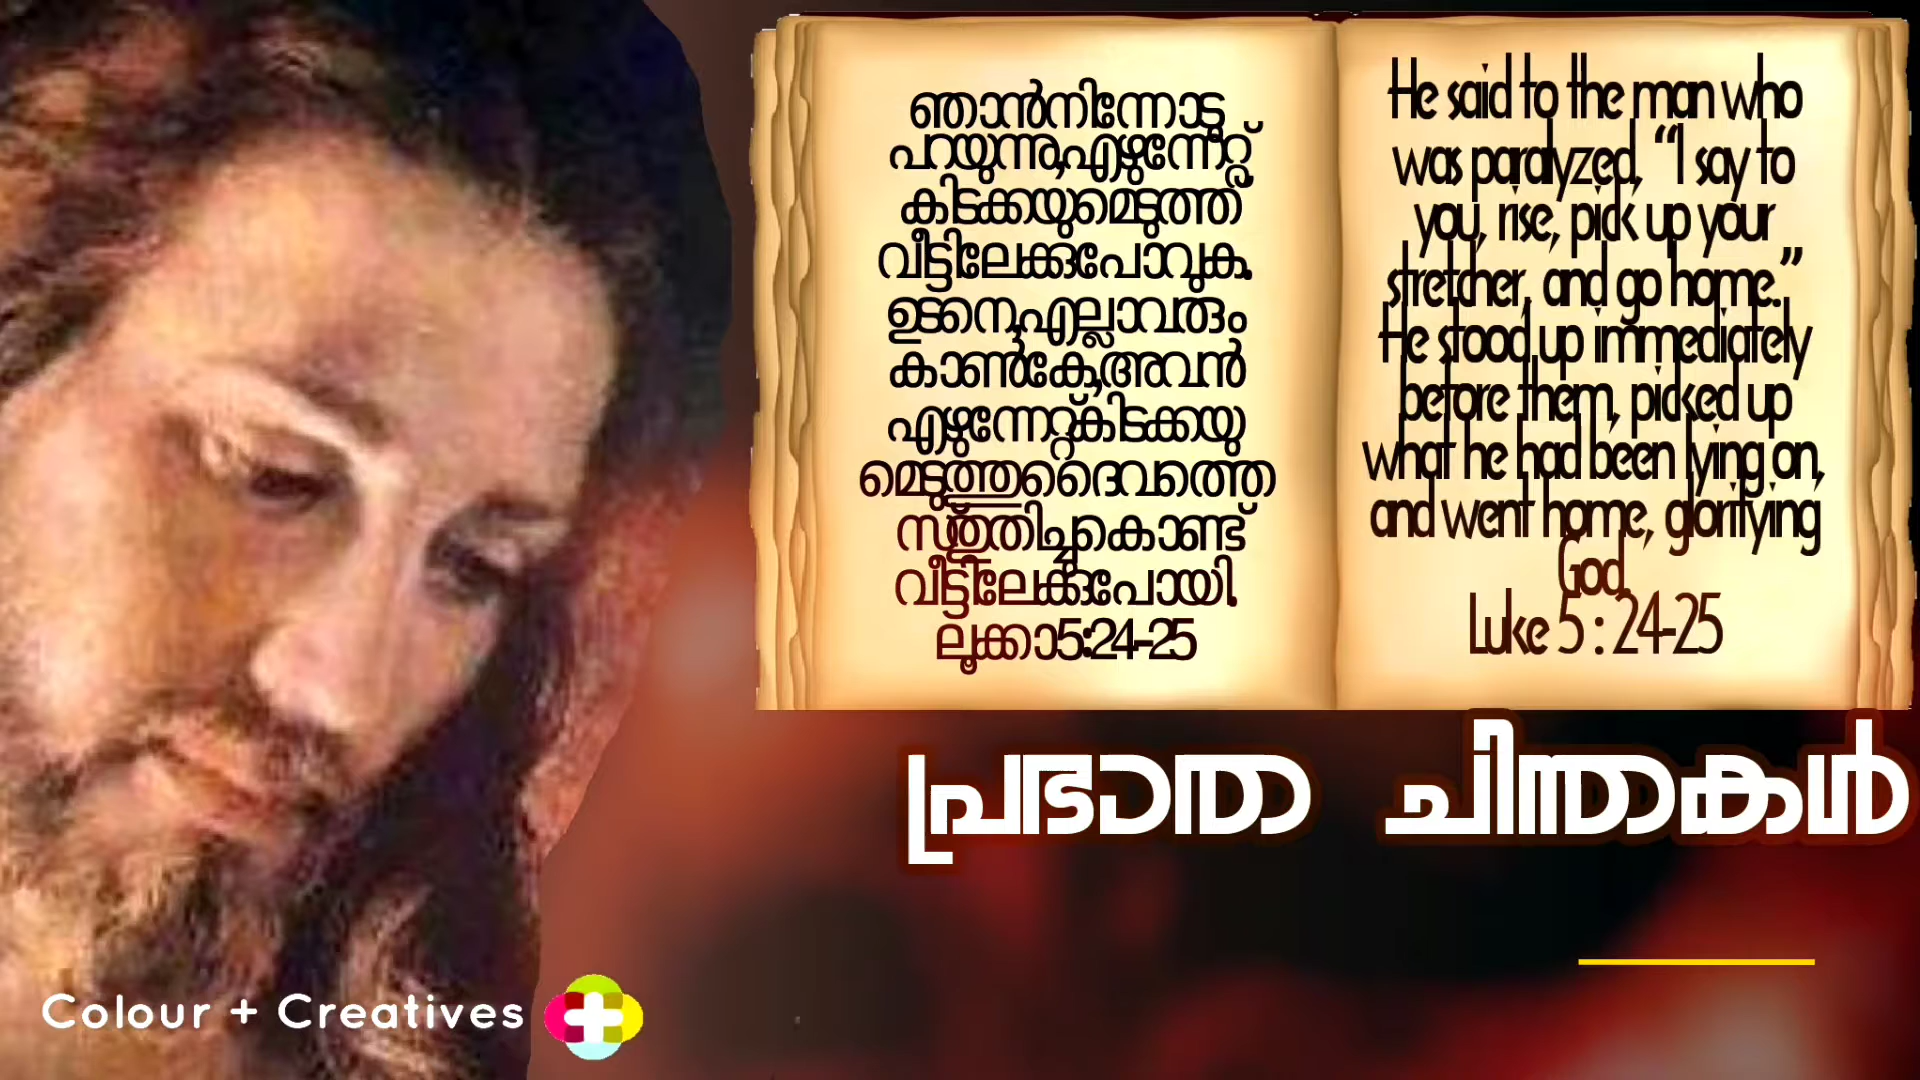 ഞാൻ നിന്നോടു
പറയുന്നു, എഴുന്നേറ്റ്,
കിടക്കയുമെടുത്ത്
വീട്ടിലേക്കു പോവുക.
ഉടനെ, എല്ലാവരും
കാൺകേ, അവൻ
എഴുന്നേറ്റ് കിടക്കയു
മെടുത്തു ദൈവത്തെ
സ്തുതിച്ചുകൊണ്ട്
വീട്ടിലേക്കു പോയി.
ലൂക്കാ 5:24-25
He said to the man who
was paralyzed, “I say to
you, rise, pick up your
stretcher, and go home.”
He stood up immediately
before them, picked up
what he had been lying on,
and went home, glorifying
God.
Luke 5 : 24-25
പ്രഭാത ചിന്തകൾ
Colour + Creatives